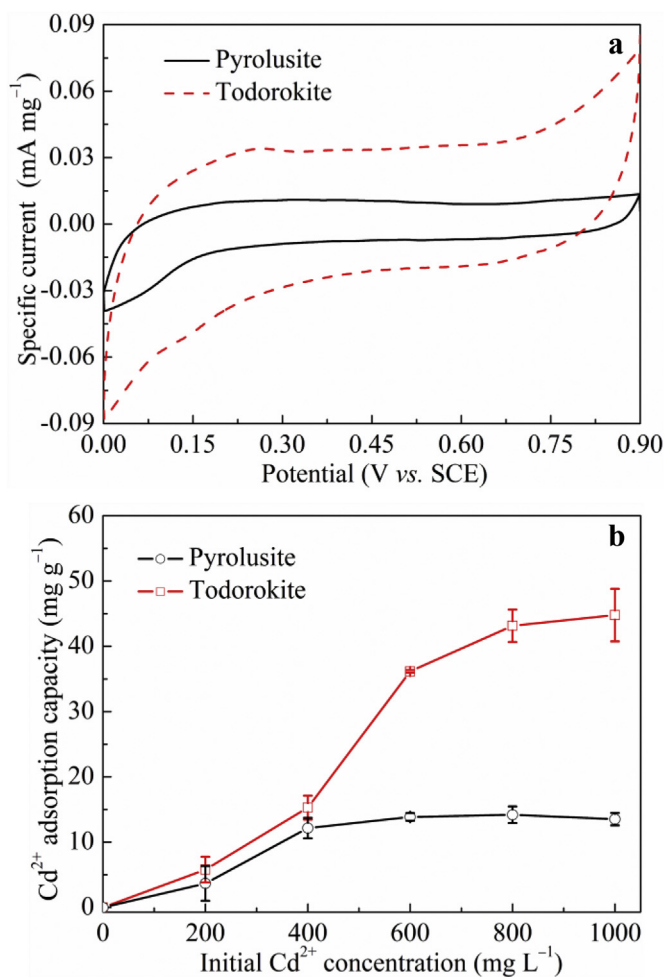 a
Pyrolusite
Todorokite
Specific current (mA mg⁻¹)
0.09
0.06
0.03
0.00
-0.03
-0.06
-0.09
0.00 0.15 0.30 0.45 0.60 0.75 0.90
Potential (V vs. SCE)
b
Pyrolusite
Todorokite
Cd²⁺ adsorption capacity (mg g⁻¹)
60
50
40
30
20
10
0
0 200 400 600 800 1000
Initial Cd²⁺ concentration (mg L⁻¹)